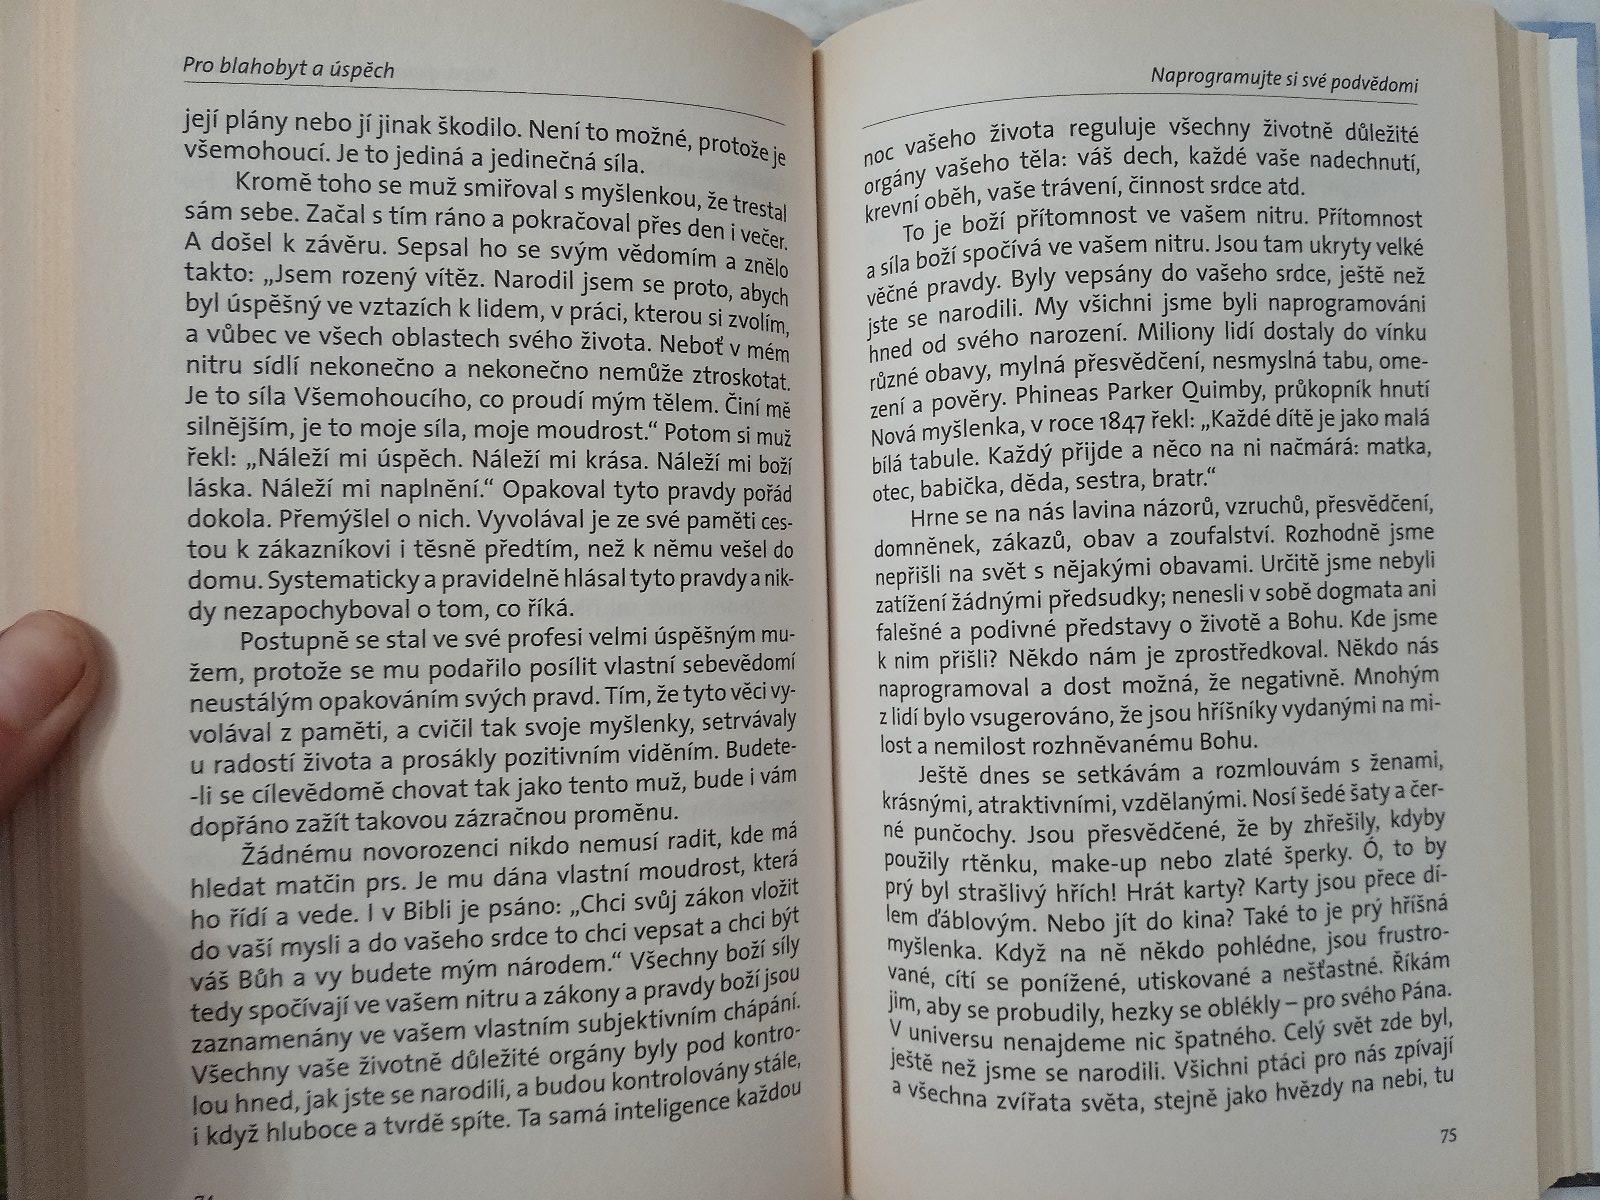 Pro blahobyt a úspěch
její plány nebo jí jinak škodilo. Není to možné, protože je
všemohoucí. Je to jediná a jedinečná síla.
Kromě toho se muž smiřoval s myšlenkou, že trestal
sám sebe. Začal s tím ráno a pokračoval přes den i večer.
A došel k závěru. Sepsal ho se svým vědomím a znělo
takto: „Jsem rozený vítěz. Narodil jsem se proto, abych
byl úspěšný ve vztazích k lidem, v práci, kterou si zvolím,
a vůbec ve všech oblastech svého života. Neboť v mém
nitru sídlí nekonečno a nekonečno nemůže ztroskotat.
Je to síla Všemohoucího, co proudí mým tělem. Činí mě
silnějším, je to moje síla, moje moudrost.“ Potom si muž
řekl: „Náleží mi úspěch. Náleží mi krása. Náleží mi boží
láska. Náleží mi naplnění.“ Opakoval tyto pravdy pořád
dokola. Přemýšlel o nich. Vyvolával je ze své paměti ces-
tou k zákazníkovi i těsně předtím, než k němu vešel do
domu. Systematicky a pravidelně hlásal tyto pravdy a nik-
dy nezapochyboval o tom, co říká.
Postupně se stal ve své profesi velmi úspěšným mu-
žem, protože se mu podařilo posílit vlastní sebevědomí
neustálým opakováním svých pravd. Tím, že tyto věci vy-
volával z paměti, a cvičil tak svoje myšlenky, setrvávaly
u radostí života a prosákly pozitivním viděním. Budete-
-li se cílevědomě chovat tak jako tento muž, bude i vám
dopřáno zažít takovou zázračnou proměnu.
Žádnému novorozenci nikdo nemusí radit, kde má
hledat matčin prs. Je mu dána vlastní moudrost, která
ho řídí a vede. I v Bibli je psáno: „Chci svůj zákon vložit
do vaší mysli a do vašeho srdce to chci vepsat a chci být
váš Bůh a vy budete mým národem.“ Všechny boží síly
tedy spočívají ve vašem nitru a zákony a pravdy boží jsou
zaznamenány ve vašem vlastním subjektivním chápání.
Všechny vaše životně důležité orgány byly pod kontro-
lou hned, jak jste se narodili, a budou kontrolovány stále,
i když hluboce a tvrdě spíte. Ta samá inteligence každou
Naprogramujte si své podvědomi
noc vašeho života reguluje všechny životně důležité
orgány vašeho těla: váš dech, každé vaše nadechnutí,
krevní oběh, vaše trávení, činnost srdce atd.
To je boží přítomnost ve vašem nitru. Přítomnost
a síla boží spočívá ve vašem nitru. Jsou tam ukryty velké
věčné pravdy. Byly vepsány do vašeho srdce, ještě než
jste se narodili. My všichni jsme byli naprogramováni
hned od svého narození. Miliony lidí dostaly do vínku
různé obavy, mylná přesvědčení, nesmyslná tabu, ome-
zení a pověry. Phineas Parker Quimby, průkopník hnutí
Nová myšlenka, v roce 1847 řekl: „Každé dítě je jako malá
bílá tabule. Každý přijde a něco na ni načmárá: matka,
otec, babička, děda, sestra, bratr.“
Hrne se na nás lavina názorů, vzruchů, přesvědčení,
domněnek, zákazů, obav a zoufalství. Rozhodně jsme
nepřišli na svět s nějakými obavami. Určitě jsme nebyli
zatížení žádnými předsudky; nenesli v sobě dogmata ani
falešné a podivné představy o životě a Bohu. Kde jsme
k nim přišli? Někdo nám je zprostředkoval. Někdo nás
naprogramoval a dost možná, že negativně. Mnohým
z lidí bylo vsugerováno, že jsou hříšníky vydanými na mi-
lost a nemilost rozhněvanému Bohu.
Ještě dnes se setkávám a rozmlouvám s ženami,
krásnými, atraktivními, vzdělanými. Nosí šedé šaty a čer-
né punčochy. Jsou přesvědčené, že by zhřešily, kdyby
použily rtěnku, make-up nebo zlaté šperky. Ó, to by
prý byl strašlivý hřích! Hrát karty? Karty jsou přece dí-
lem ďáblovým. Nebo jít do kina? Také to je prý hříšná
myšlenka. Když na ně někdo pohlédne, jsou frustro-
vané, cítí se ponížené, utiskované a nešťastné. Říkám
jim, aby se probudily, hezky se oblékly – pro svého Pána.
V universu nenajdeme nic špatného. Celý svět zde byl,
ještě než jsme se narodili. Všichni ptáci pro nás zpívají
a všechna zvířata světa, stejně jako hvězdy na nebi, tu
75